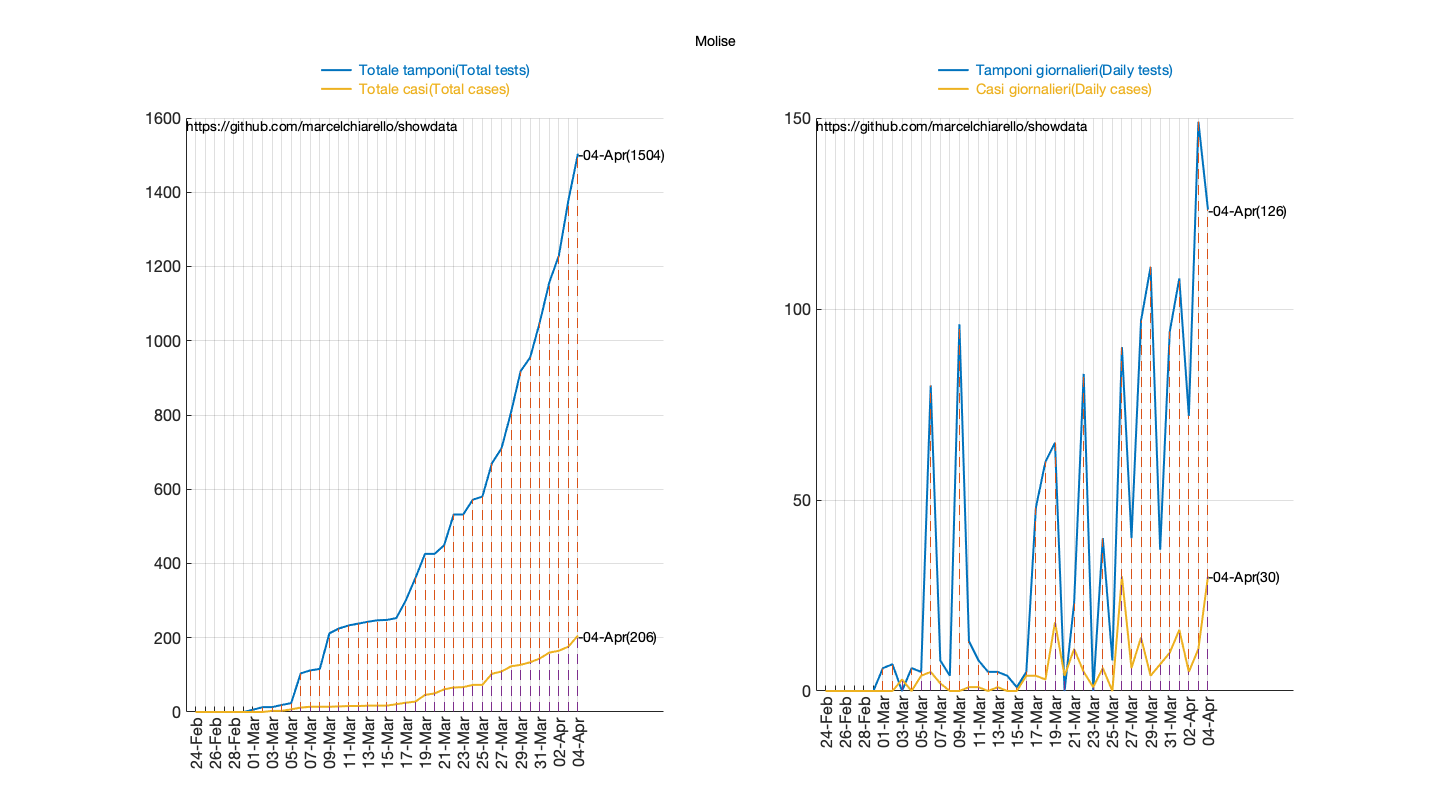 Molise
Totale tamponi(Total tests)
Totale casi(Total cases)
https://github.com/marcelchiarello/showdata
1600
1400
1200
1000
800
600
400
200
0
-04-Apr(1504)
-04-Apr(206)
24-Feb
26-Feb
28-Feb
01-Mar
03-Mar
05-Mar
07-Mar
09-Mar
11-Mar
13-Mar
15-Mar
17-Mar
19-Mar
21-Mar
23-Mar
25-Mar
27-Mar
29-Mar
31-Mar
02-Apr
04-Apr
Tamponi giornalieri(Daily tests)
Casi giornalieri(Daily cases)
https://github.com/marcelchiarello/showdata
150
100
50
0
-04-Apr(126)
-04-Apr(30)
24-Feb
26-Feb
28-Feb
01-Mar
03-Mar
05-Mar
07-Mar
09-Mar
11-Mar
13-Mar
15-Mar
17-Mar
19-Mar
21-Mar
23-Mar
25-Mar
27-Mar
29-Mar
31-Mar
02-Apr
04-Apr